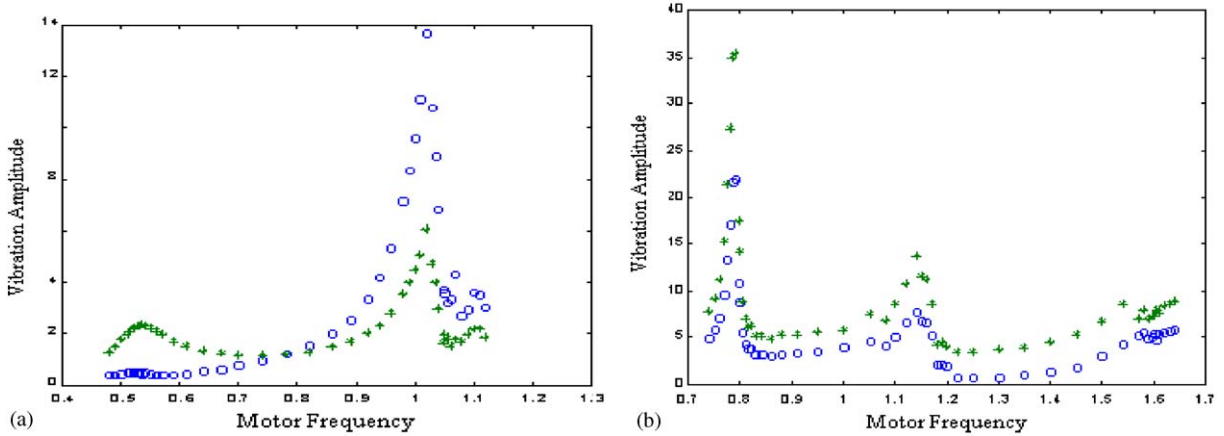 14
12
8
4
2
0
Vibration Amplitude
0.4 0.5 0.6 0.7 0.8 0.9 1.0 1.1 1.2 1.3
Motor Frequency
(a)
40
35
30
25
20
15
10
5
0
Vibration Amplitude
0.7 0.8 0.9 1 1.1 1.2 1.3 1.4 1.5 1.6 1.7
Motor Frequency
(b)